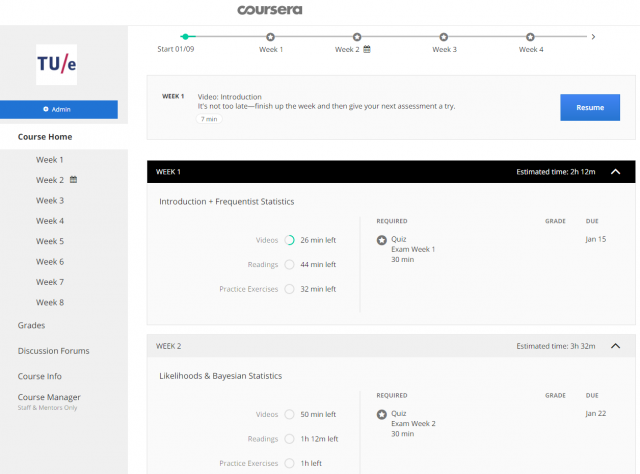 coursera
Start 01/09
Week 1
Week 2
Week 3
Week 4
TU/e
Admin
Course Home
Week 1
Week 2
Week 3
Week 4
Week 5
Week 6
Week 7
Week 8
Grades
Discussion Forums
Course Info
Course Manager
Staff & Mentors Only
WEEK 1
Video: Introduction
It's not too late—finish up the week and then give your next assessment a try.
7 min
Resume
WEEK 1
Estimated time: 2h 12m
Introduction + Frequentist Statistics
Videos 26 min left
Readings 44 min left
Practice Exercises 32 min left
REQUIRED GRADE DUE
Quiz Jan 15
Exam Week 1
30 min
WEEK 2
Estimated time: 3h 32m
Likelihoods & Bayesian Statistics
Videos 50 min left
Readings 1h 12m left
Practice Exercises 1h left
REQUIRED GRADE DUE
Quiz Jan 22
Exam Week 2
30 min